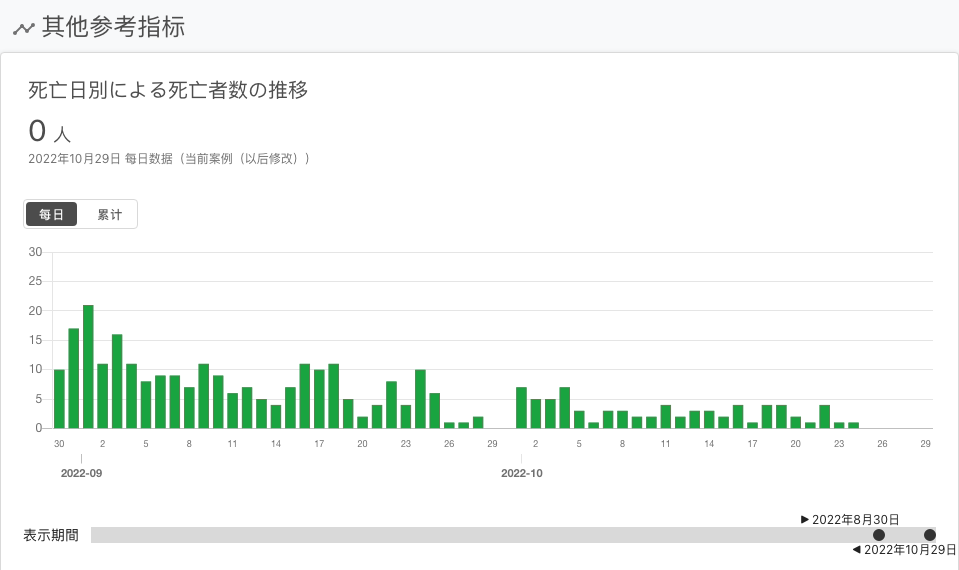 其他参考指标
死亡日別による死亡者数の推移
0 人
2022年10月29日 每日数据（当前案例（以后修改））
每日 累计
30
25
20
15
10
5
0
30 2 5 8 11 14 17 20 23 26 29 2 5 8 11 14 17 20 23 26 29
2022-09 2022-10
▶ 2022年8月30日
表示期間
◀ 2022年10月29日